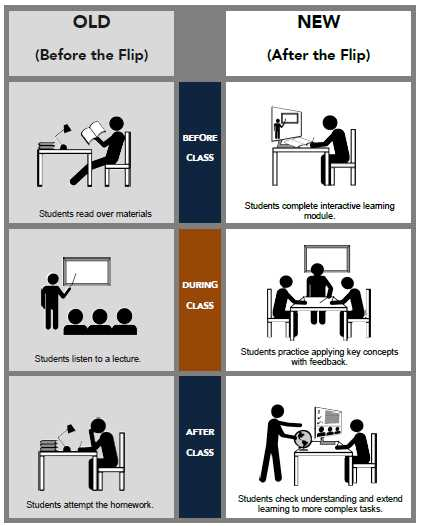 OLD
(Before the Flip)
NEW
(After the Flip)
BEFORE
CLASS
Students read over materials
Students complete interactive learning
module.
DURING
CLASS
Students listen to a lecture.
Students practice applying key concepts
with feedback.
AFTER
CLASS
Students attempt the homework.
Students check understanding and extend
learning to more complex tasks.